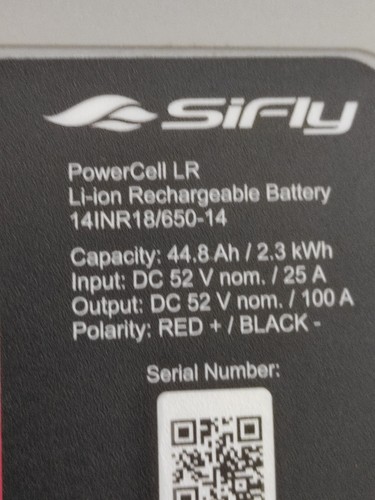 SiFly
PowerCell LR
Li-ion Rechargeable Battery
14INR18/650-14
Capacity: 44.8 Ah / 2.3 kWh
Input: DC 52 V nom. / 25 A
Output: DC 52 V nom. / 100 A
Polarity: RED + / BLACK -
Serial Number: